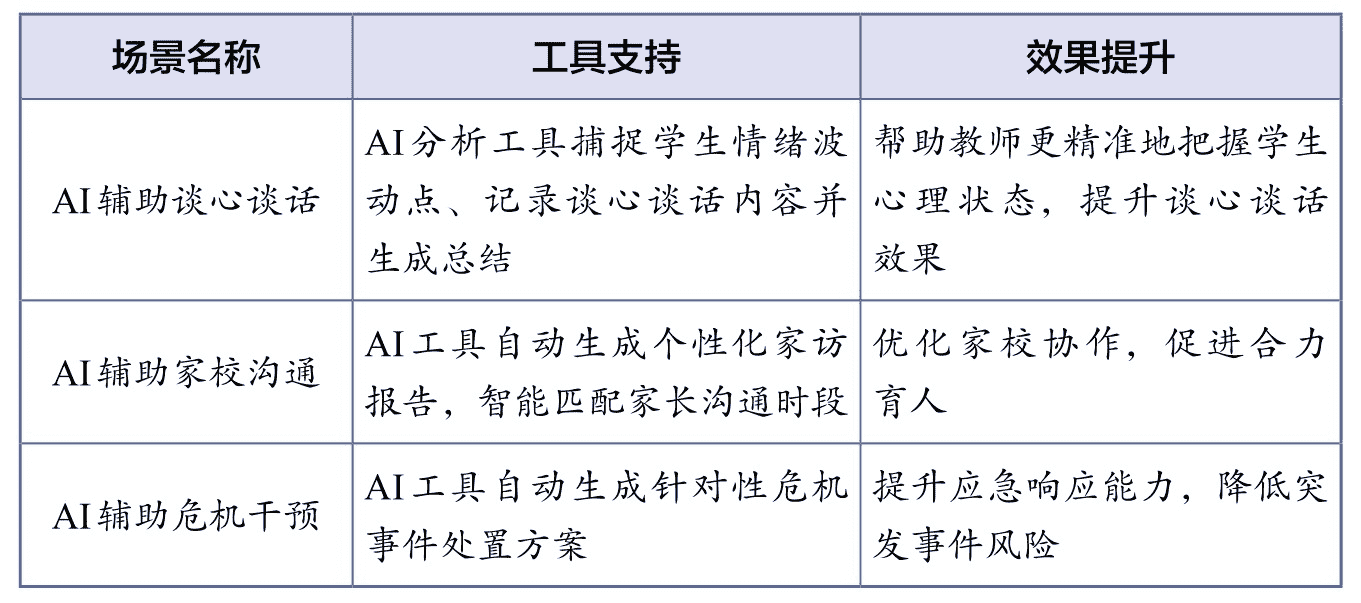 场景名称
工具支持
效果提升
AI辅助谈心谈话
AI分析工具捕捉学生情绪波
动点、记录谈心谈话内容并
生成总结
帮助教师更精准地把握学生
心理状态，提升谈心谈话
效果
AI辅助家校沟通
AI工具自动生成个性化家访
报告，智能匹配家长沟通时段
优化家校协作，促进合力
育人
AI辅助危机干预
AI工具自动生成针对性危机
事件处置方案
提升应急响应能力，降低突
发事件风险